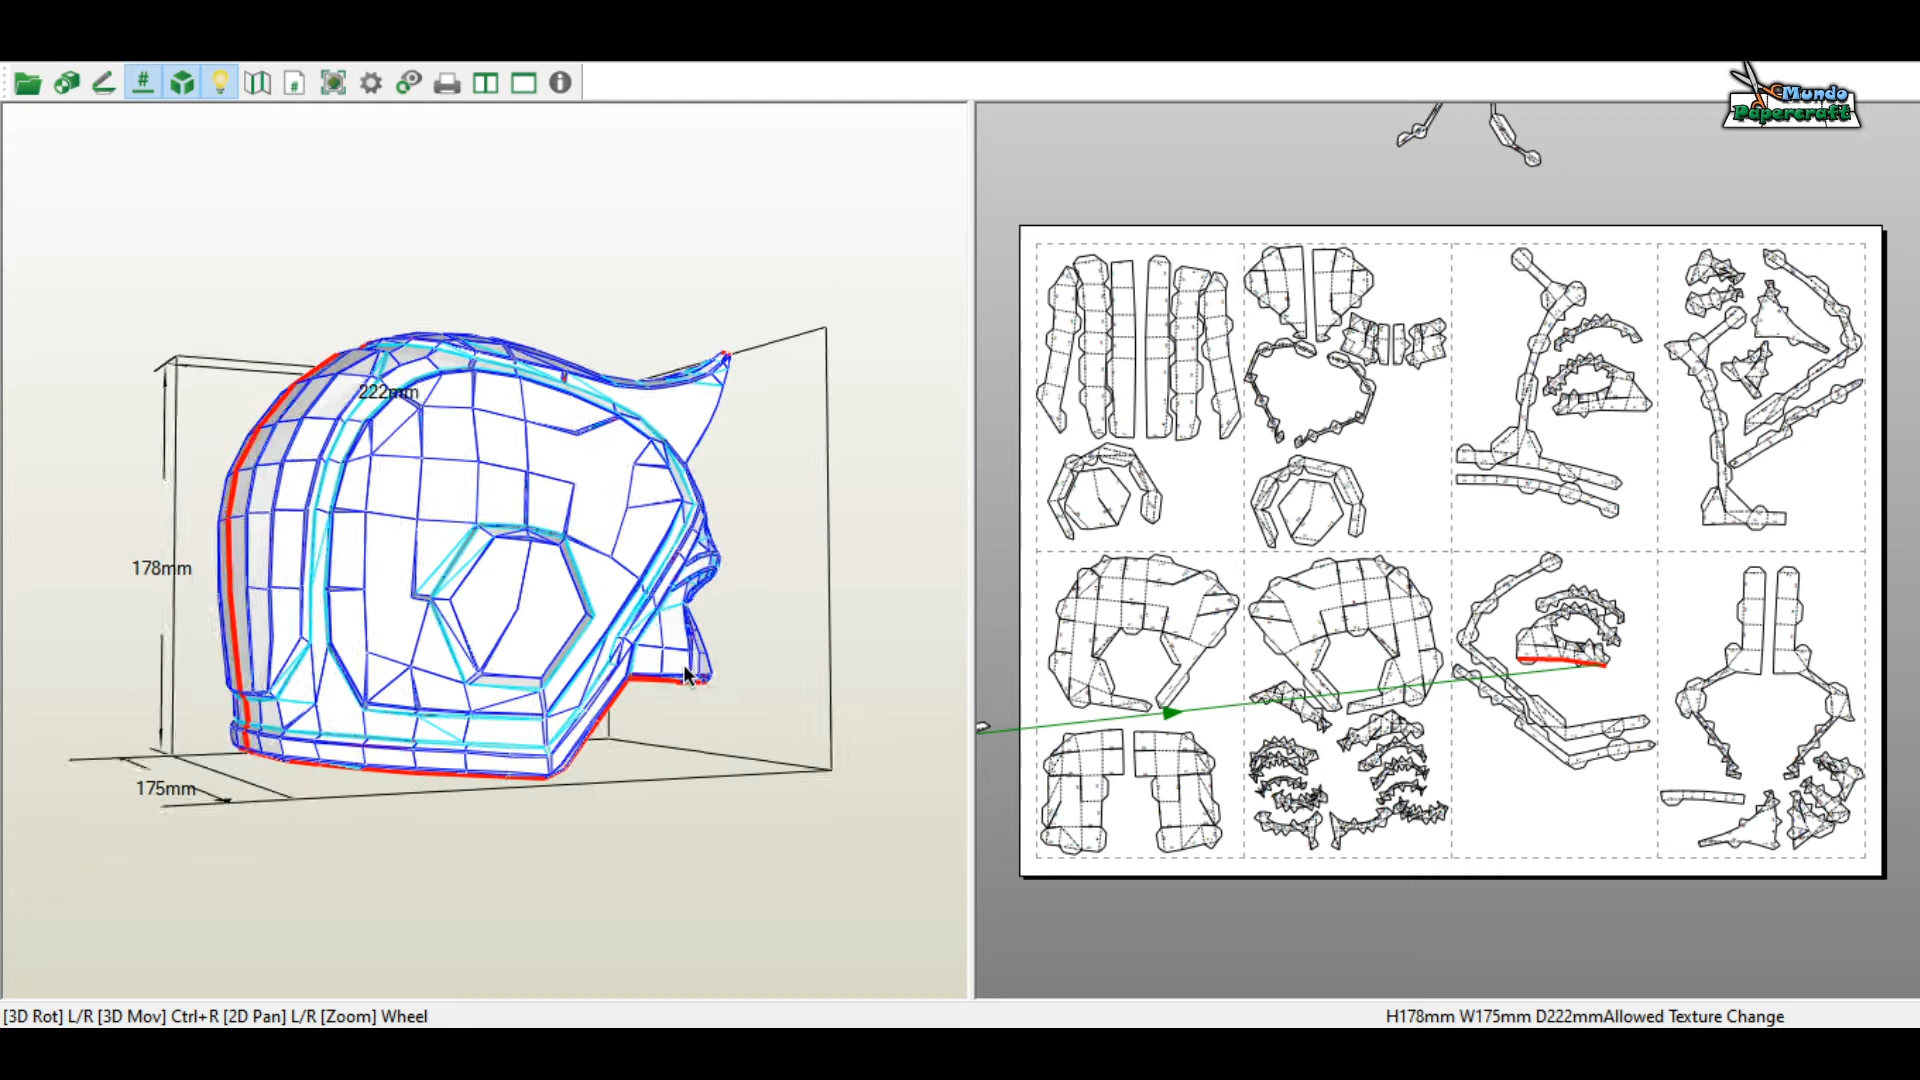 Mundo
Papercraft
222mm
178mm
175mm
[3D Rot] L/R [3D Mov] Ctrl+R [2D Pan] L/R [Zoom] Wheel
H178mm W175mm D222mmAllowed Texture Change